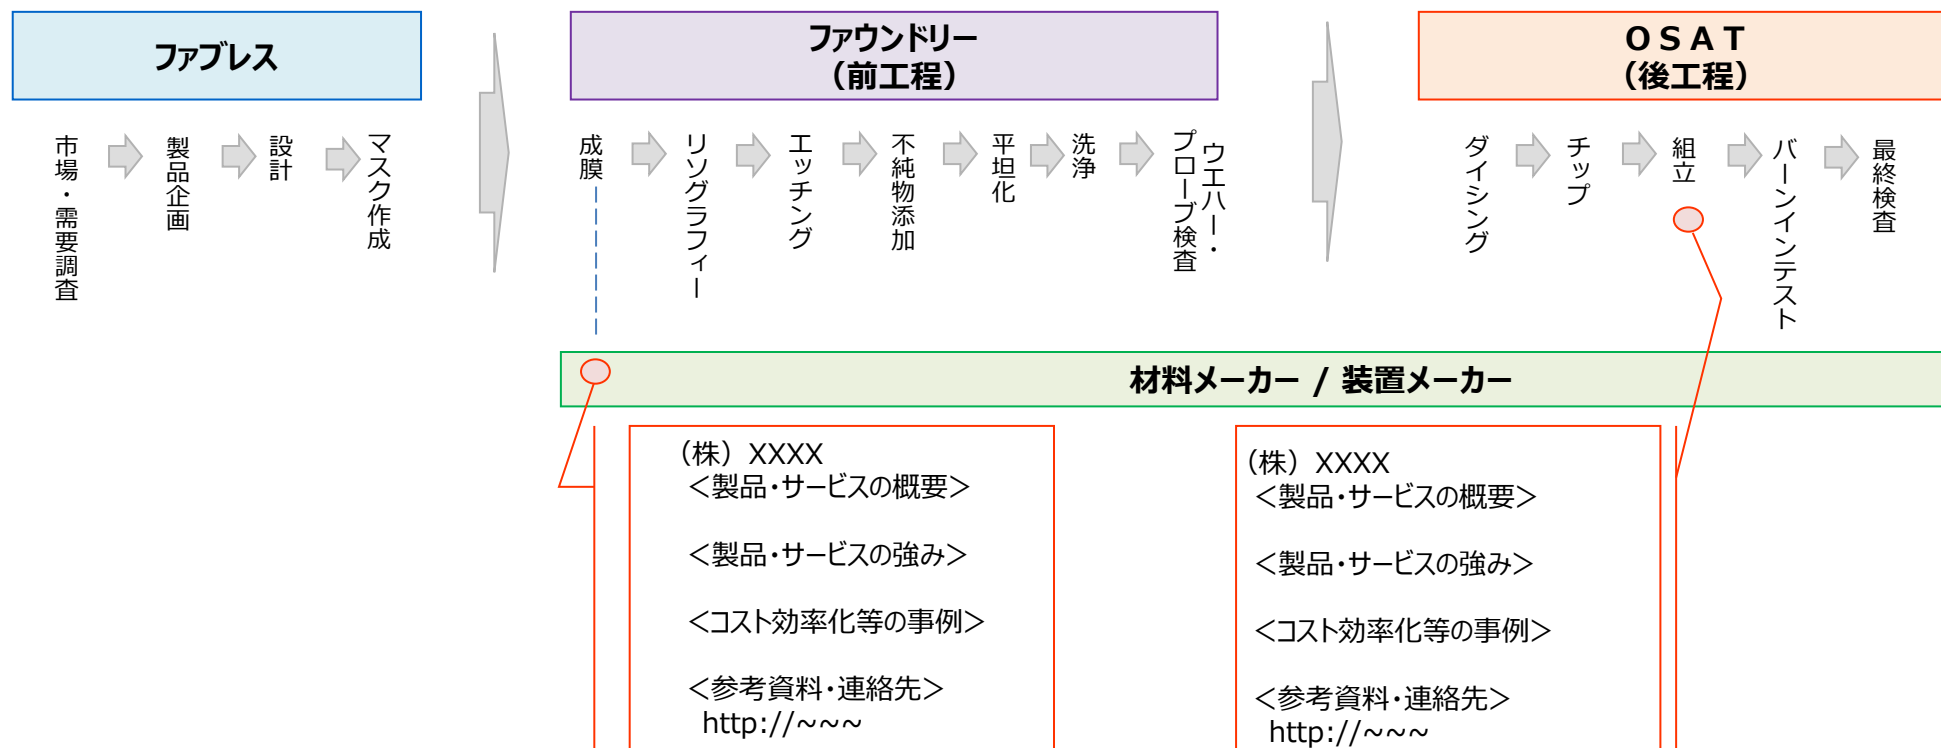 ファブレス
ファウンドリー
（前工程）
ＯＳＡＴ
（後工程）
市場・需要調査
製品企画
設計
マスク作成
成膜
リソグラフィー
エッチング
不純物添加
平坦化
洗浄
ウエハー・
プローブ検査
ダイシング
チップ
組立
バーンインテスト
最終検査
材料メーカー / 装置メーカー
（株）XXXX
＜製品・サービスの概要＞
＜製品・サービスの強み＞
＜コスト効率化等の事例＞
＜参考資料・連絡先＞
http://~~~
（株）XXXX
＜製品・サービスの概要＞
＜製品・サービスの強み＞
＜コスト効率化等の事例＞
＜参考資料・連絡先＞
http://~~~